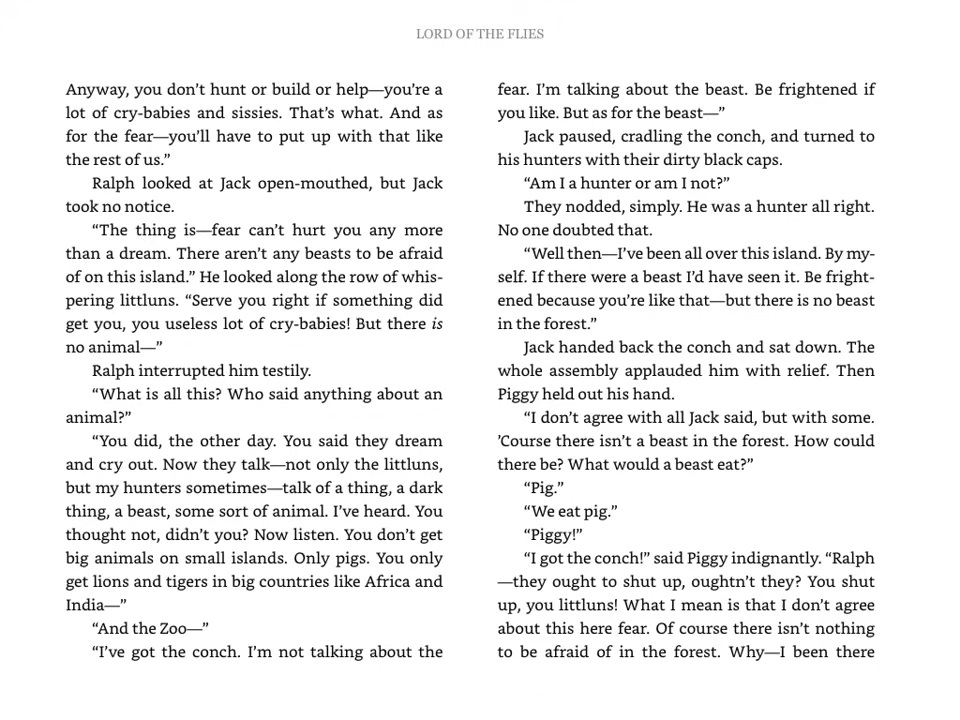 LORD OF THE FLIES
Anyway, you don’t hunt or build or help—you’re a
lot of cry-babies and sissies. That’s what. And as
for the fear—you’ll have to put up with that like
the rest of us.”
Ralph looked at Jack open-mouthed, but Jack
took no notice.
“The thing is—fear can’t hurt you any more
than a dream. There aren’t any beasts to be afraid
of on this island.” He looked along the row of whis-
pering littluns. “Serve you right if something did
get you, you useless lot of cry-babies! But there is
no animal—”
Ralph interrupted him testily.
“What is all this? Who said anything about an
animal?”
“You did, the other day. You said they dream
and cry out. Now they talk—not only the littluns,
but my hunters sometimes—talk of a thing, a dark
thing, a beast, some sort of animal. I’ve heard. You
thought not, didn’t you? Now listen. You don’t get
big animals on small islands. Only pigs. You only
get lions and tigers in big countries like Africa and
India—”
“And the Zoo—”
“I’ve got the conch. I’m not talking about the
fear. I’m talking about the beast. Be frightened if
you like. But as for the beast—”
Jack paused, cradling the conch, and turned to
his hunters with their dirty black caps.
“Am I a hunter or am I not?”
They nodded, simply. He was a hunter all right.
No one doubted that.
“Well then—I’ve been all over this island. By my-
self. If there were a beast I’d have seen it. Be fright-
ened because you’re like that—but there is no beast
in the forest.”
Jack handed back the conch and sat down. The
whole assembly applauded him with relief. Then
Piggy held out his hand.
“I don’t agree with all Jack said, but with some.
’Course there isn’t a beast in the forest. How could
there be? What would a beast eat?”
“Pig.”
“We eat pig.”
“Piggy!”
“I got the conch!” said Piggy indignantly. “Ralph
—they ought to shut up, oughtn’t they? You shut
up, you littluns! What I mean is that I don’t agree
about this here fear. Of course there isn’t nothing
to be afraid of in the forest. Why—I been there